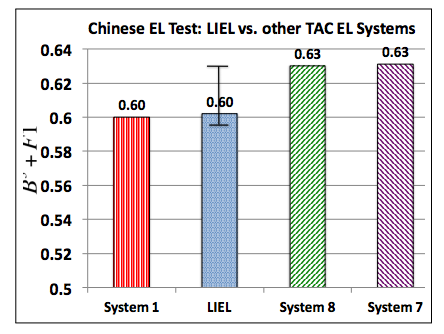 Chinese EL Test: LIEL vs. other TAC EL Systems
0.64
0.62
0.6
0.58
0.56
0.54
0.52
0.5
B³ + F1
0.60
0.60
0.63
0.63
System 1
LIEL
System 8
System 7